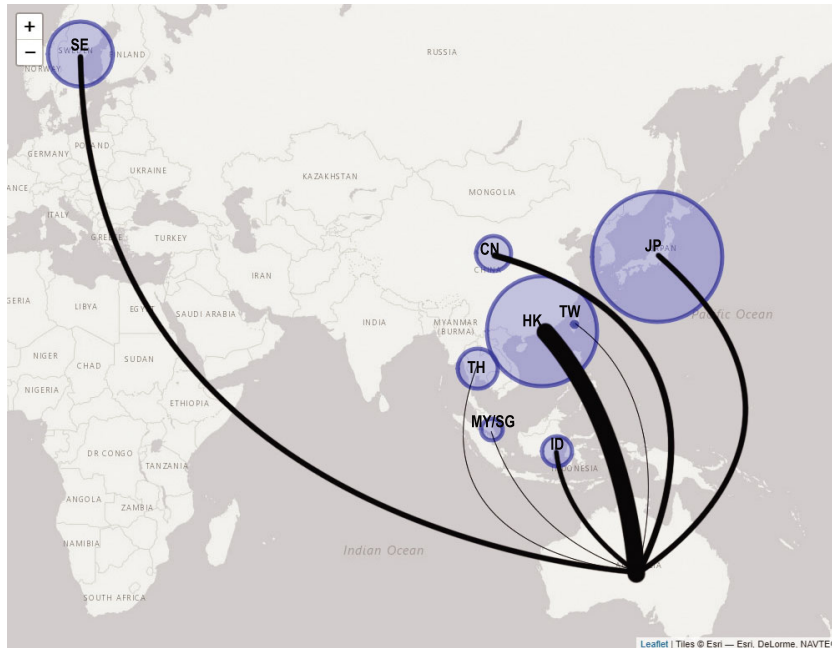 +
−
SE
SWEDEN
FINLAND
NORWAY
RUSSIA
POLAND
GERMANY
UKRAINE
KAZAKHSTAN
MONGOLIA
ITALY
GREECE
TURKEY
CN
CHINA
JP
JAPAN
IRAN
LIBYA
EGYPT
SAUDI ARABIA
Pacific Ocean
INDIA
MYANMAR
(BURMA)
HK
TW
NIGER
CHAD
SUDAN
TH
NIGERIA
ETHIOPIA
MY/SG
ID
INDONESIA
DR CONGO
TANZANIA
ANGOLA
ZAMBIA
NAMIBIA
Indian Ocean
SOUTH AFRICA
Leaflet | Tiles © Esri — Esri, DeLorme, NAVTEQ